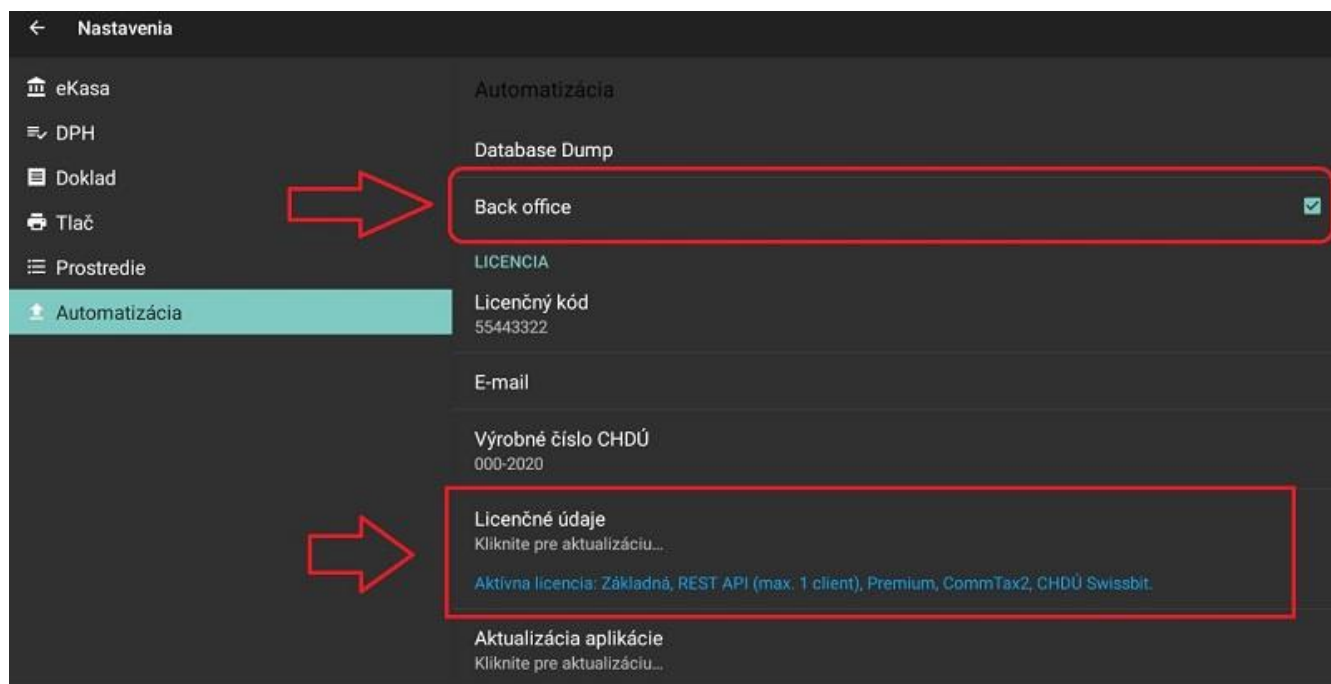 Nastavenia
eKasa
DPH
Doklad
Tlač
Prostredie
Automatizácia
Automatizácia
Database Dump
Back office
LICENCIA
Licenčný kód
55443322
E-mail
Výrobné číslo CHDÚ
000-2020
Licenčné údaje
Kliknite pre aktualizáciu...
Aktívna licencia: Základná, REST API (max. 1 client), Premium, CommTax2, CHDÚ Swissbit.
Aktualizácia aplikácie
Kliknite pre aktualizáciu...